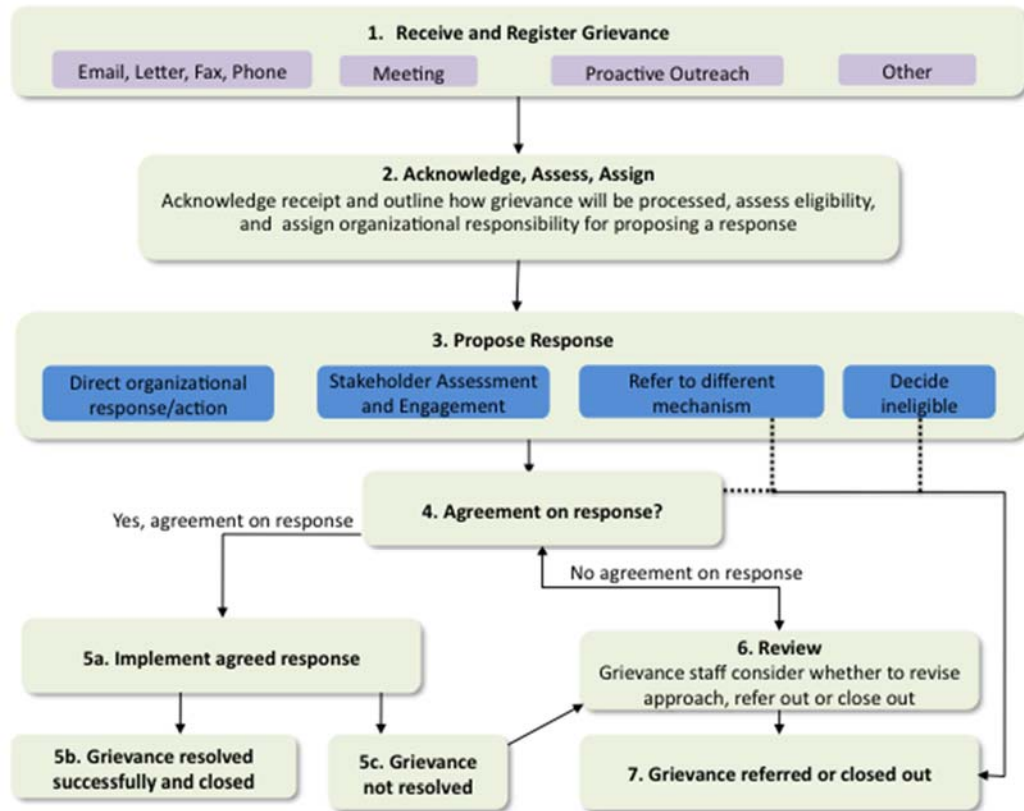 1. Receive and Register Grievance
Email, Letter, Fax, Phone
Meeting
Proactive Outreach
Other
2. Acknowledge, Assess, Assign
Acknowledge receipt and outline how grievance will be processed, assess eligibility,
and assign organizational responsibility for proposing a response
3. Propose Response
Direct organizational
response/action
Stakeholder Assessment
and Engagement
Refer to different
mechanism
Decide
ineligible
4. Agreement on response?
Yes, agreement on response
No agreement on response
5a. Implement agreed response
6. Review
Grievance staff consider whether to revise
approach, refer out or close out
5b. Grievance resolved
successfully and closed
5c. Grievance
not resolved
7. Grievance referred or closed out